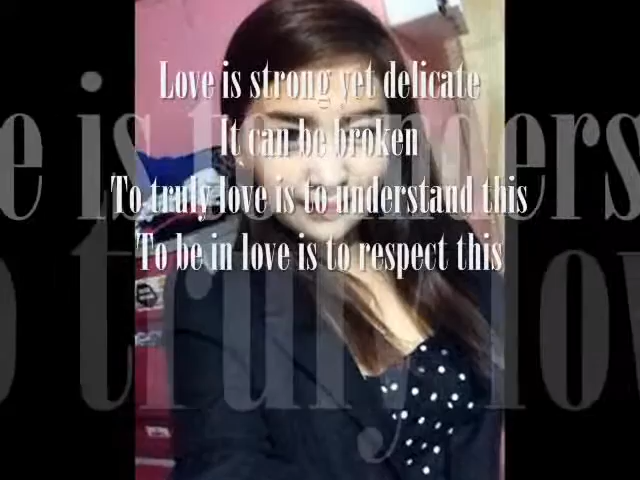 Love is strong yet delicate
It can be broken
To truly love is to understand this
To be in love is to respect this